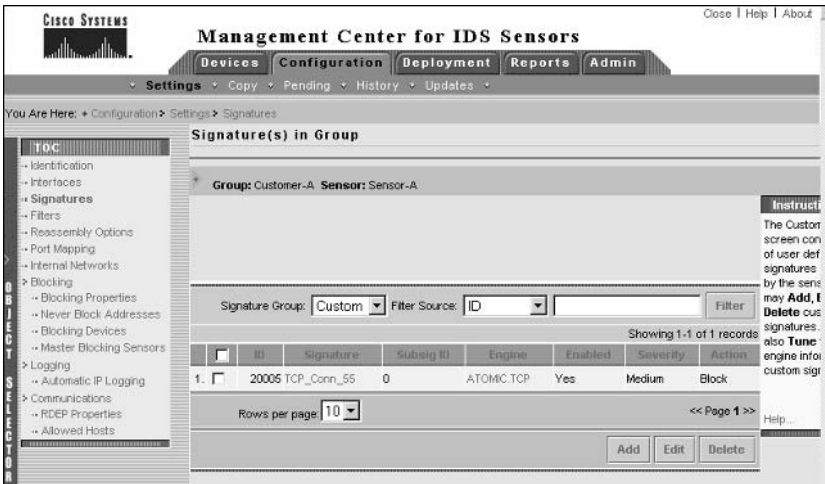 Close | Help | About
CISCO SYSTEMS
Management Center for IDS Sensors
Devices Configuration Deployment Reports Admin
Settings Copy Pending History Updates
You Are Here: Configuration > Settings > Signatures
Signature(s) in Group
TOC
Identification
Interfaces
Signatures
Filters
Reassembly Options
Port Mapping
Internal Networks
Blocking
Blocking Properties
Never Block Addresses
Blocking Devices
Master Blocking Sensors
Logging
Automatic IP Logging
Communications
RDEP Properties
Allowed Hosts
OBJECT SELECTOR
Group: Customer-A Sensor: Sensor-A
Signature Group: Custom Filter Source: ID Filter
Showing 1-1 of 1 records
ID Signature Subsig ID Engine Enabled Severity Action
1. 20005 TCP_Conn_55 0 ATOMIC.TCP Yes Medium Block
Rows per page: 10 << Page 1 >>
Add Edit Delete
Instructi
The Custom
screen con
of user def
signatures
by the sens
may Add, E
Delete cus
signatures.
also Tune
engine infor
custom sigr
Help...